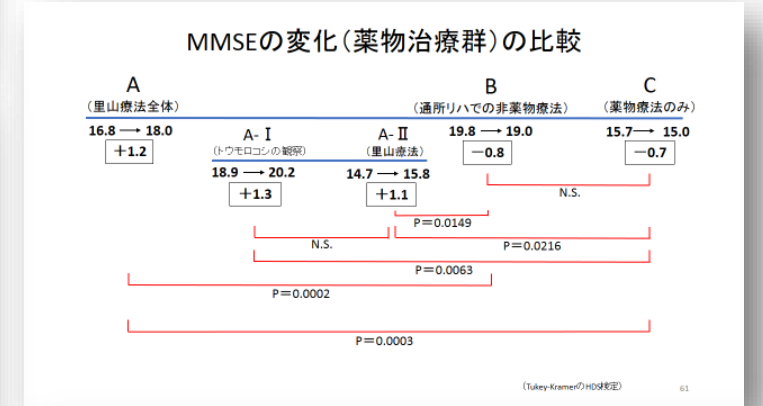 MMSEの変化(薬物治療群)の比較
A
(里山療法全体)
16.8 → 18.0
+1.2
A-Ⅰ
(トウモロコシの観察)
18.9 → 20.2
+1.3
A-Ⅱ
(里山療法)
14.7 → 15.8
+1.1
B
(通所リハでの非薬物療法)
19.8 → 19.0
-0.8
C
(薬物療法のみ)
15.7→ 15.0
-0.7
N.S.
P=0.0149
N.S.
P=0.0216
P=0.0063
P=0.0002
P=0.0003
(Tukey-KramerのHDS検定)
61